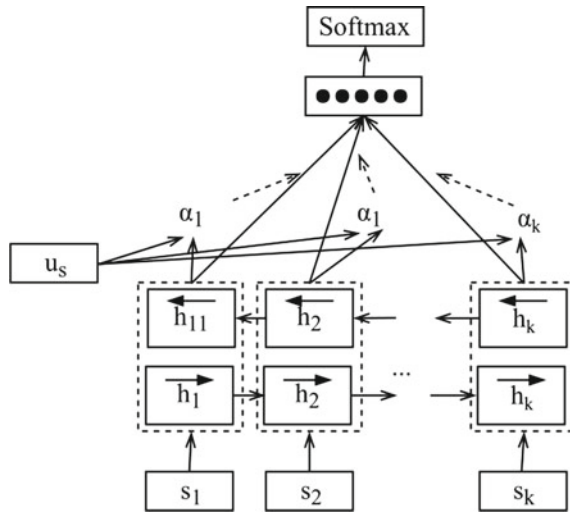 Softmax
α1 α1 αk
us
h11 h2 hk
h1 h2 ... hk
s1 s2 sk